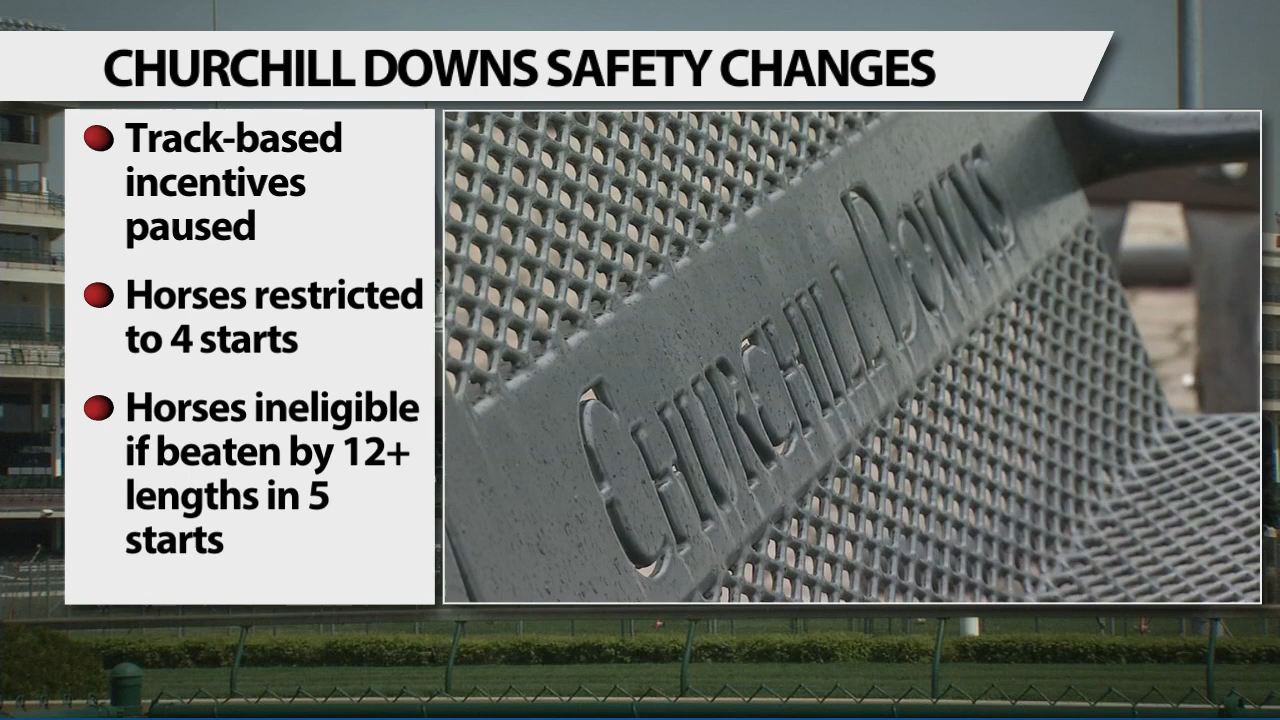 CHURCHILL DOWNS SAFETY CHANGES
Track-based
incentives
paused
Horses restricted
to 4 starts
Horses ineligible
if beaten by 12+
lengths in 5
starts
CHURCHILL DOWNS